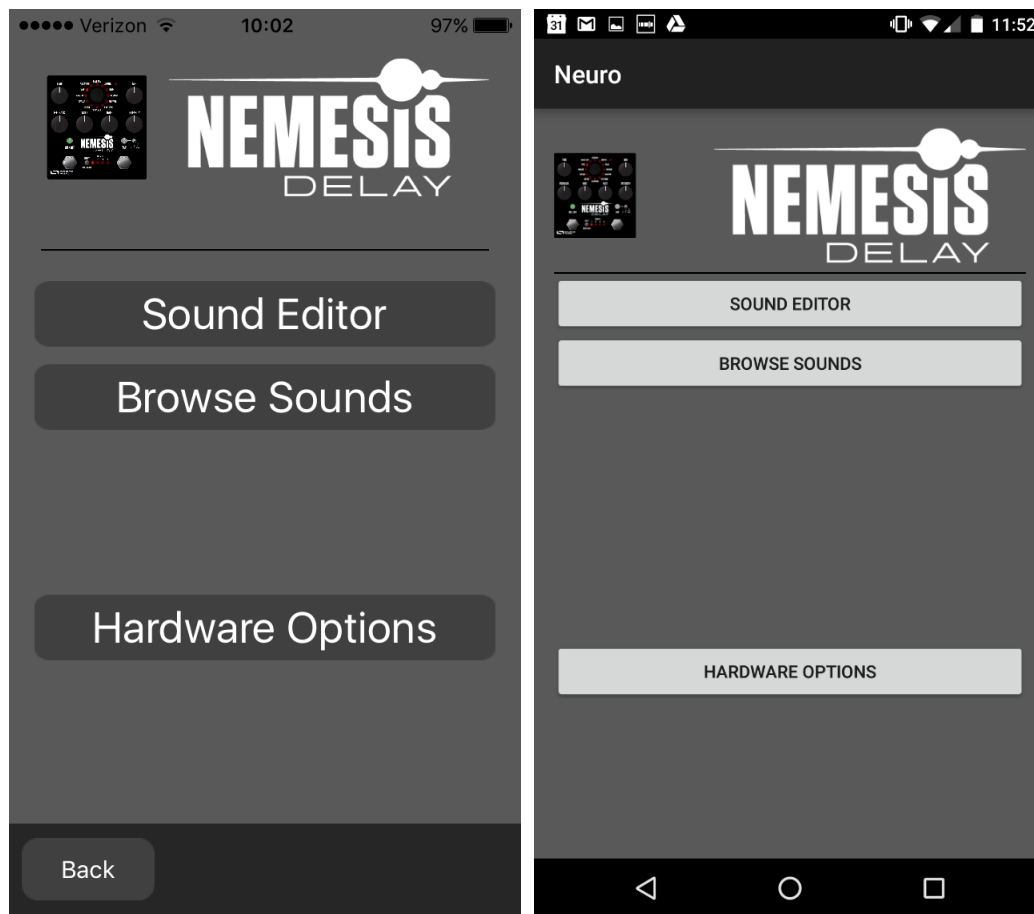 Verizon 10:02 97%
NEMESIS
DELAY
Sound Editor
Browse Sounds
Hardware Options
Back
31 11:52
Neuro
NEMESIS
DELAY
SOUND EDITOR
BROWSE SOUNDS
HARDWARE OPTIONS